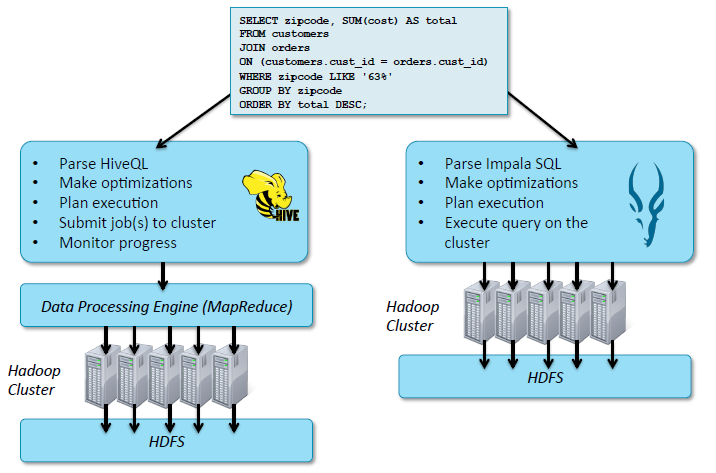 SELECT zipcode, SUM(cost) AS total
FROM customers
JOIN orders
ON (customers.cust_id = orders.cust_id)
WHERE zipcode LIKE '63%'
GROUP BY zipcode
ORDER BY total DESC;
• Parse HiveQL
• Make optimizations
• Plan execution
• Submit job(s) to cluster
• Monitor progress
HIVE
Data Processing Engine (MapReduce)
Hadoop
Cluster
HDFS
• Parse Impala SQL
• Make optimizations
• Plan execution
• Execute query on the
cluster
Hadoop
Cluster
HDFS